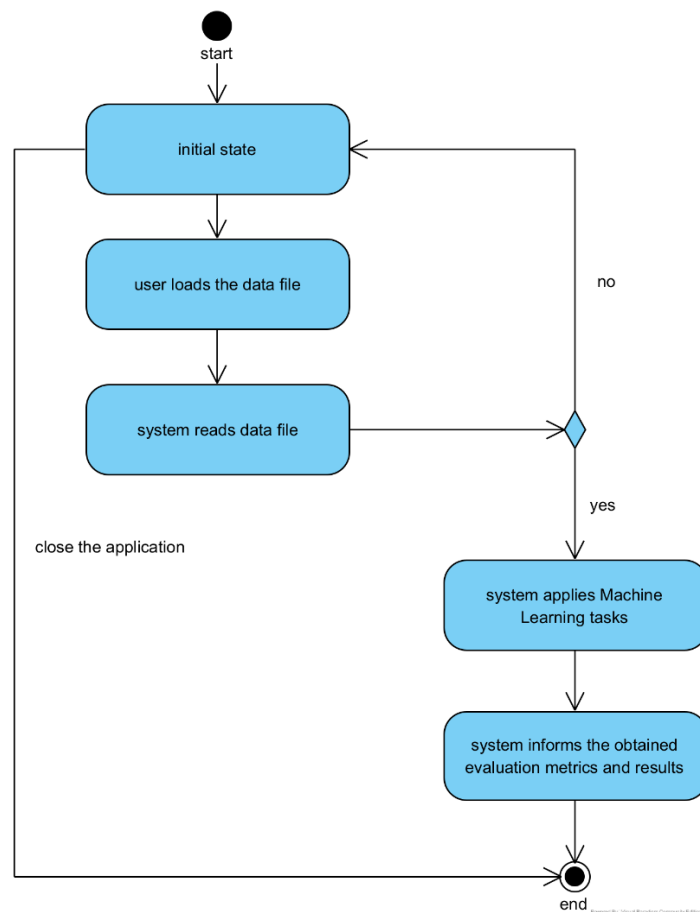 start
initial state
user loads the data file
no
system reads data file
yes
close the application
system applies Machine
Learning tasks
system informs the obtained
evaluation metrics and results
end